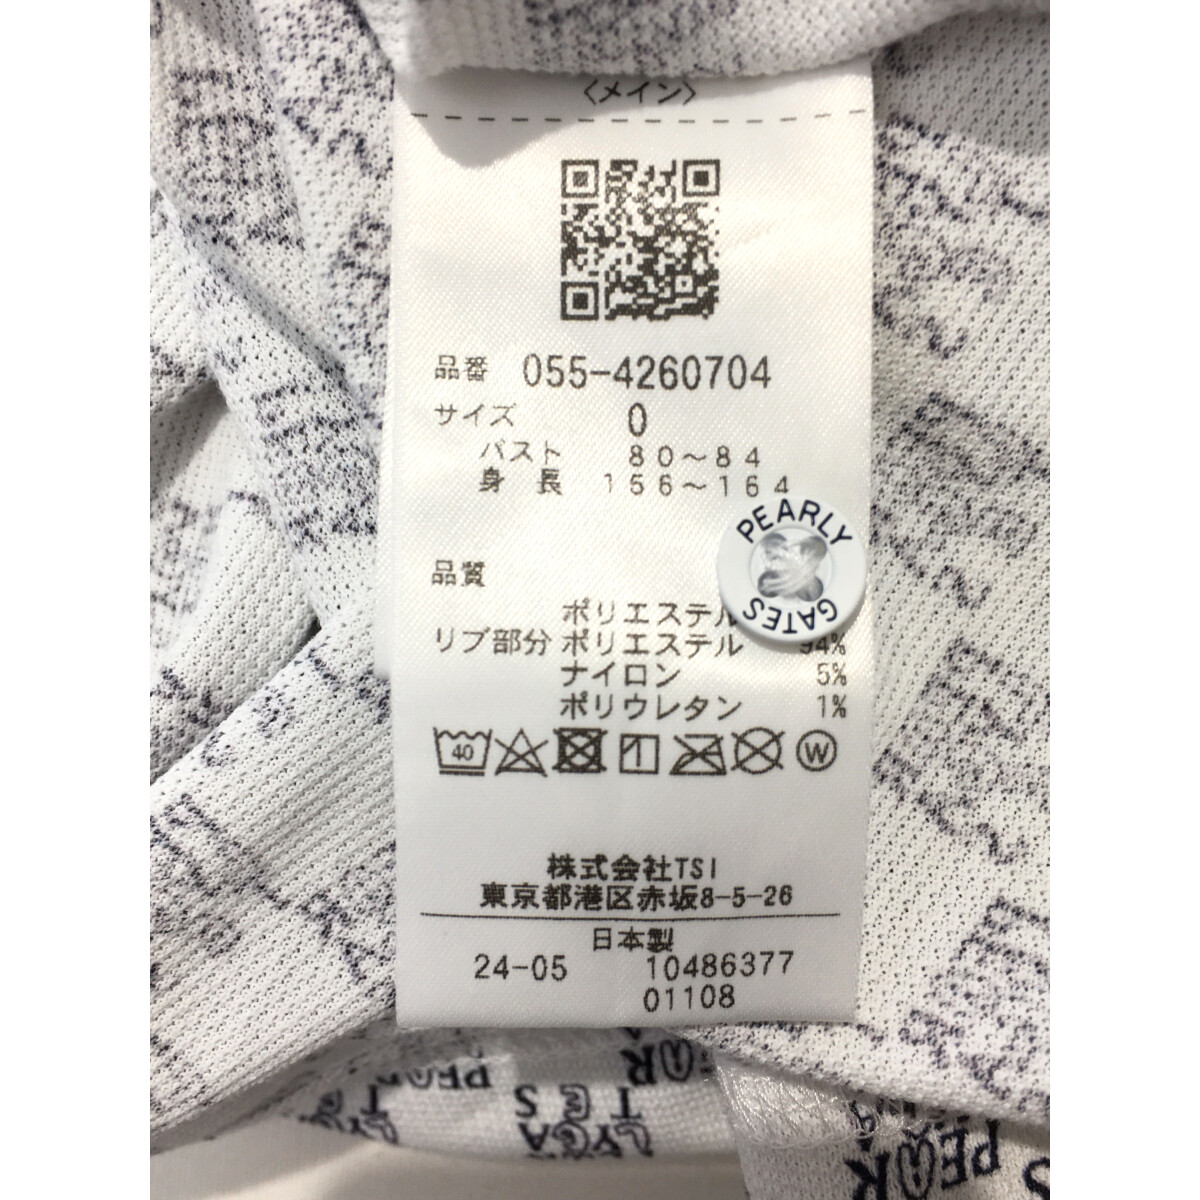 〈メイン〉
品番 055-4260704
サイズ 0
バスト 80～84
身長 156～164
PEARLY
GATES
品質
ポリエステル
リブ部分 ポリエステル 94%
ナイロン 5%
ポリウレタン 1%
40 W
株式会社TSI
東京都港区赤坂8-5-26
日本製
24-05 10486377
01108